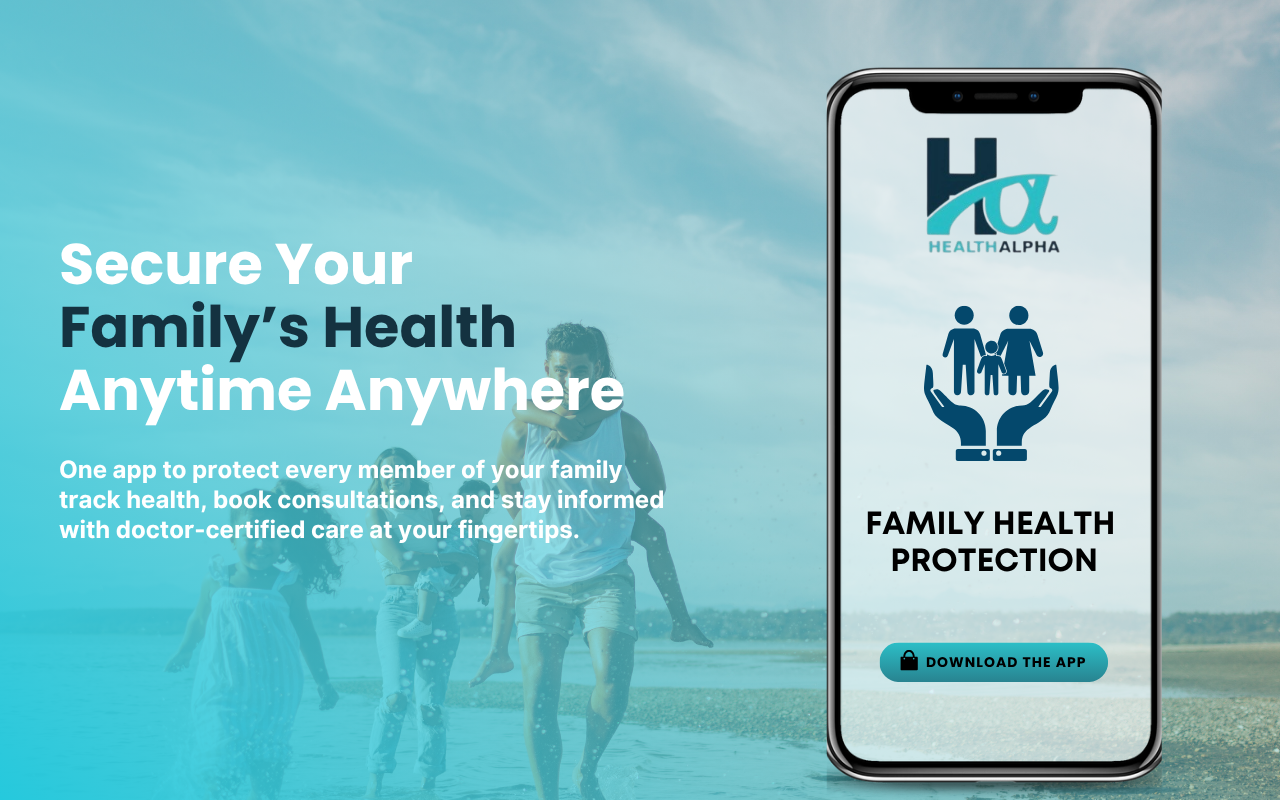 Secure Your
Family’s Health
Anytime Anywhere
One app to protect every member of your family
track health, book consultations, and stay informed
with doctor-certified care at your fingertips.
Hα
HEALTHALPHA
FAMILY HEALTH
PROTECTION
DOWNLOAD THE APP